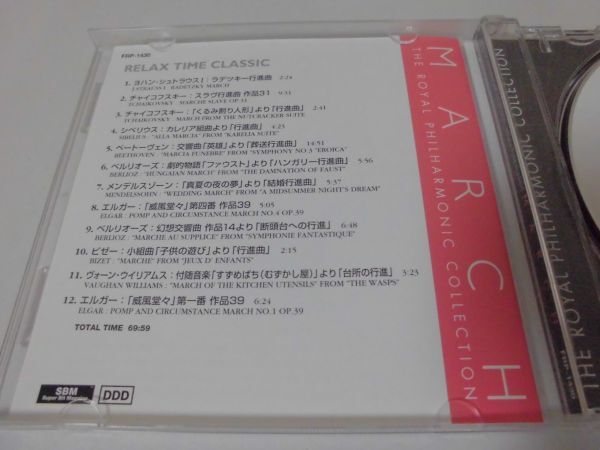 ERP-1430
RELAX TIME CLASSIC
1. ヨハン・シュトラウスⅠ: ラデツキー行進曲 2:24
J.STRAUSS I : RADETZKY MARCH
2. チャイコフスキー: スラヴ行進曲 作品31 9:31
TCHAIKOVSKY : MARCHE SLAVE OP.31
3. チャイコフスキー:「くるみ割り人形」より「行進曲」 2:41
TCHAIKOVSKY : MARCH FROM THE NUTCRACKER SUITE
4. シベリウス: カレリア組曲より「行進曲」 4:23
SIBELIUS : "ALLA MARCIA" FROM "KARELIA SUITE"
5. ベートーヴェン: 交響曲「英雄」より「葬送行進曲」 14:51
BEETHOVEN : "MARCIA FUNEBRE" FROM "SYMPHONY NO.3 "EROICA"
6. ベルリオーズ: 劇的物語「ファウスト」より「ハンガリー行進曲」 5:56
BERLIOZ : "HUNGAIAN MARCH" FROM "THE DAMNATION OF FAUST"
7. メンデルスゾーン:「真夏の夜の夢」より「結婚行進曲」 5:37
MENDELSSOHN : "WEDDING MARCH" FROM "A MIDSUMMER NIGHT'S DREAM"
8. エルガー:「威風堂々」第四番 作品39 5:05
ELGAR : POMP AND CIRCUMSTANCE MARCH NO.4 OP.39
9. ベルリオーズ: 幻想交響曲 作品14より「断頭台への行進」 6:48
BERLIOZ : "MARCHE AU SUPPLICE" FROM "SYMPHONIE FANTASTIQUE"
10. ビゼー: 小組曲「子供の遊び」より「行進曲」 2:15
BIZET : "MARCHE" FROM "JEUX D' ENFANTS"
11. ヴォーン・ウイリアムス: 付随音楽「すずめばち(むずかし屋)」より「台所の行進」 3:23
VAUGHAN WILLIAMS : "MARCH OF THE KITCHEN UTENSILS" FROM "THE WASPS"
12. エルガー:「威風堂々」第一番 作品39 6:24
ELGAR : POMP AND CIRCUMSTANCE MARCH NO.1 OP.39
TOTAL TIME 69:59
SBM
Super Bit Mapping
DDD
MARCH
THE ROYAL PHILHARMONIC COLLECTION
THE ROYAL PHILHARMONIC COLLECTION